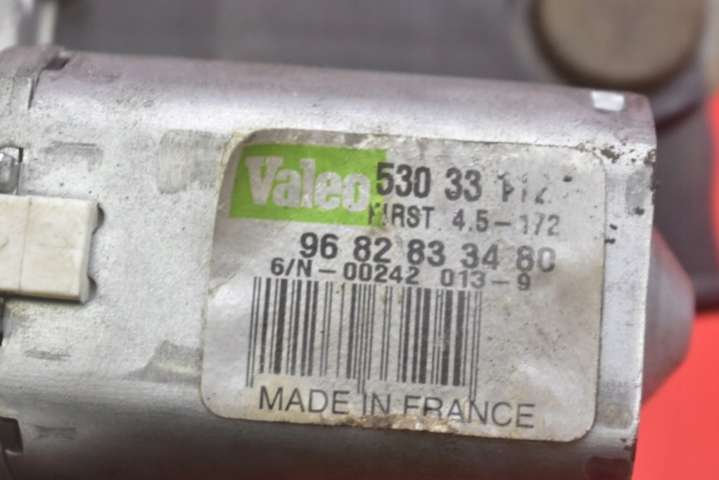 Valeo 530 33 112
FIRST 4.5-172
96 82 83 34 80
6/N-00242 013-9
MADE IN FRANCE